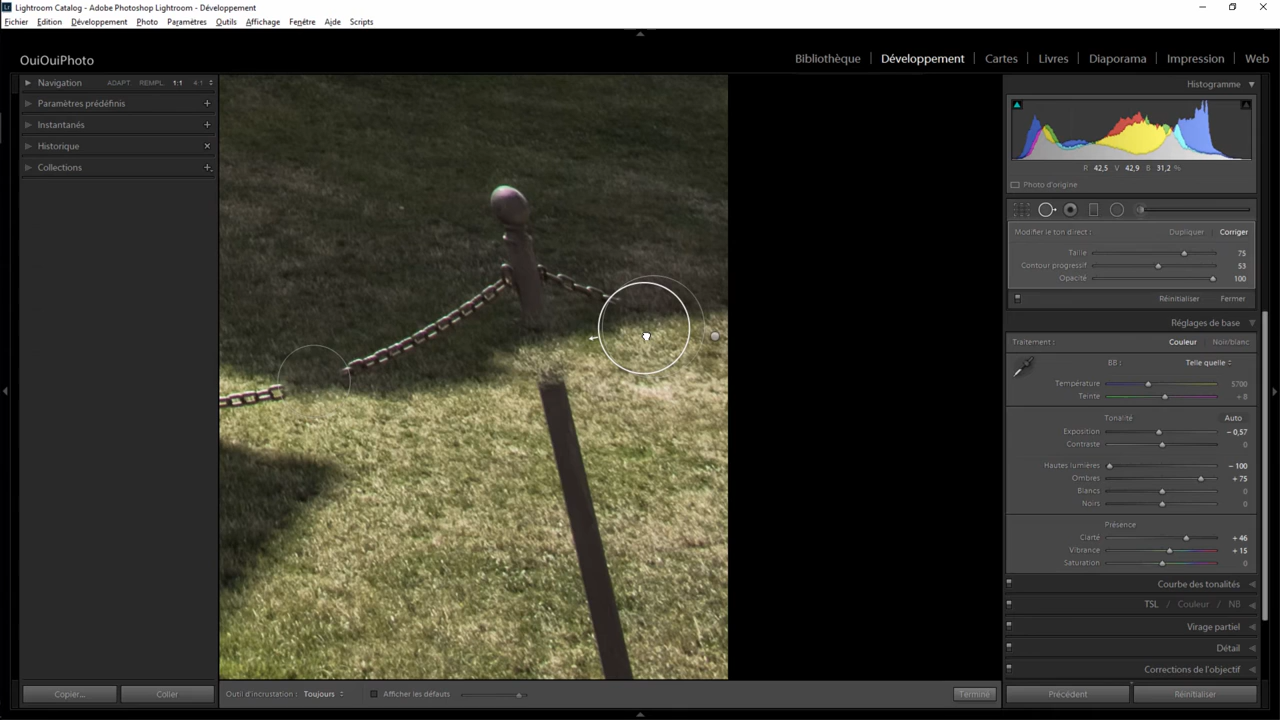 Lightroom Catalog - Adobe Photoshop Lightroom - Développement
Fichier Edition Développement Photo Paramètres Outils Affichage Fenêtre Aide Scripts
OuiOuiPhoto
Bibliothèque Développement Cartes Livres Diaporama Impression Web
Navigation ADAPT. REMPL. 1:1 4:1
Paramètres prédéfinis
Instantanés
Historique
Collections
Histogramme
R 42,5 V 42,9 B 31,2 %
Photo d'origine
Modifier le ton direct : Dupliquer Corriger
Taille 75
Contour progressif 53
Opacité 100
Réinitialiser Fermer
Réglages de base
Traitement : Couleur Noir/blanc
BB : Telle quelle
Température 5700
Teinte + 8
Tonalité Auto
Exposition – 0,57
Contraste 0
Hautes lumières – 100
Ombres + 75
Blancs 0
Noirs 0
Présence
Clarté + 46
Vibrance + 15
Saturation 0
Courbe des tonalités
TSL / Couleur / NB
Virage partiel
Détail
Corrections de l'objectif
Copier... Coller
Outil d'incrustation : Toujours Afficher les défauts
Terminé
Précédent Réinitialiser